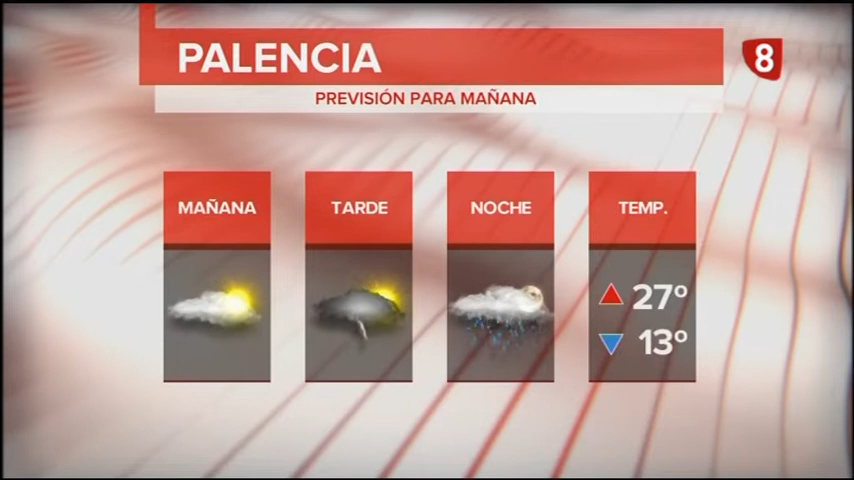 PALENCIA
8
PREVISIÓN PARA MAÑANA
MAÑANA
TARDE
NOCHE
TEMP.
27º
13º